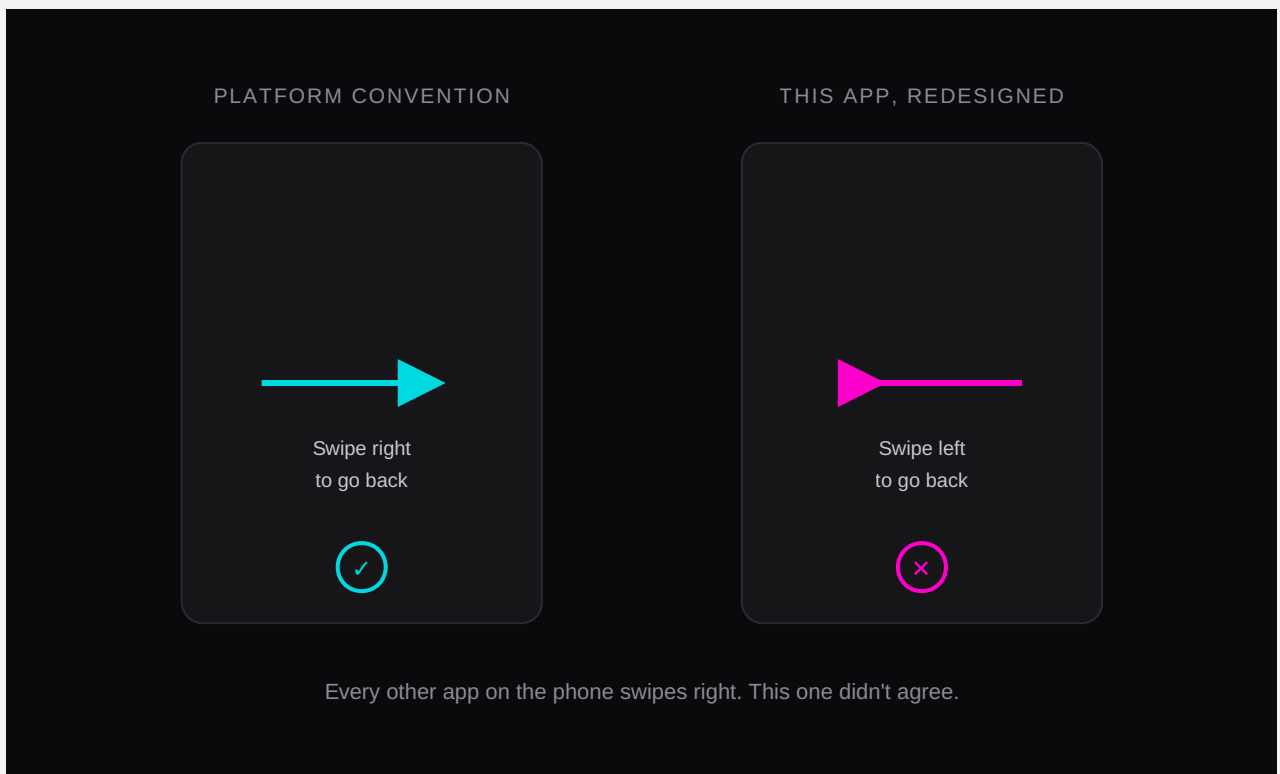 PLATFORM CONVENTION
THIS APP, REDESIGNED
Swipe right
to go back
✓
Swipe left
to go back
✕
Every other app on the phone swipes right. This one didn't agree.